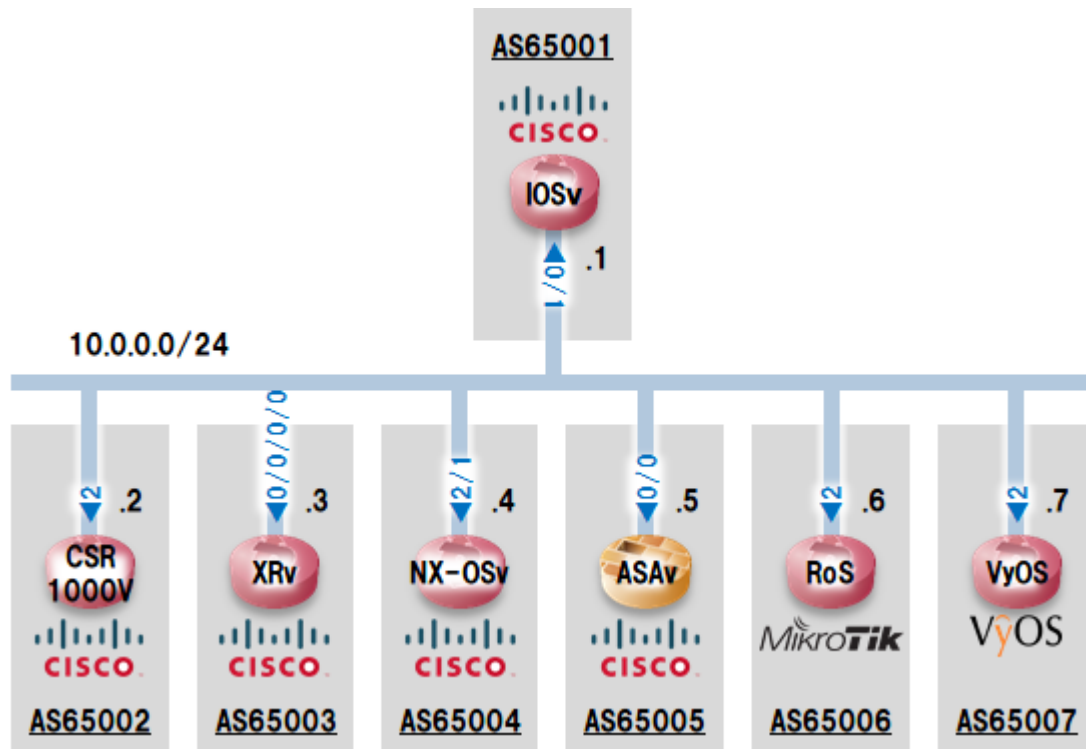 AS65001
CISCO
IOSv
1/0
.1
10.0.0.0/24
2
.2
0/0/0/0
.3
2/1
.4
0/0
.5
2
.6
2
.7
CSR
1000V
XRv
NX-OSv
ASAv
RoS
VyOS
CISCO
CISCO
CISCO
CISCO
MikroTik
VyOS
AS65002
AS65003
AS65004
AS65005
AS65006
AS65007